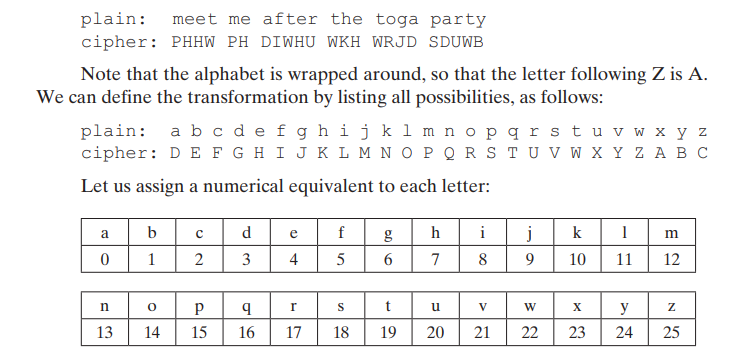 plain: meet me after the toga party
cipher: PHHW PH DIWHU WKH WRJD SDUWB
Note that the alphabet is wrapped around, so that the letter following Z is A.
We can define the transformation by listing all possibilities, as follows:
plain: a b c d e f g h i j k l m n o p q r s t u v w x y z
cipher: D E F G H I J K L M N O P Q R S T U V W X Y Z A B C
Let us assign a numerical equivalent to each letter:
a b c d e f g h i j k l m
0 1 2 3 4 5 6 7 8 9 10 11 12
n o p q r s t u v w x y z
13 14 15 16 17 18 19 20 21 22 23 24 25